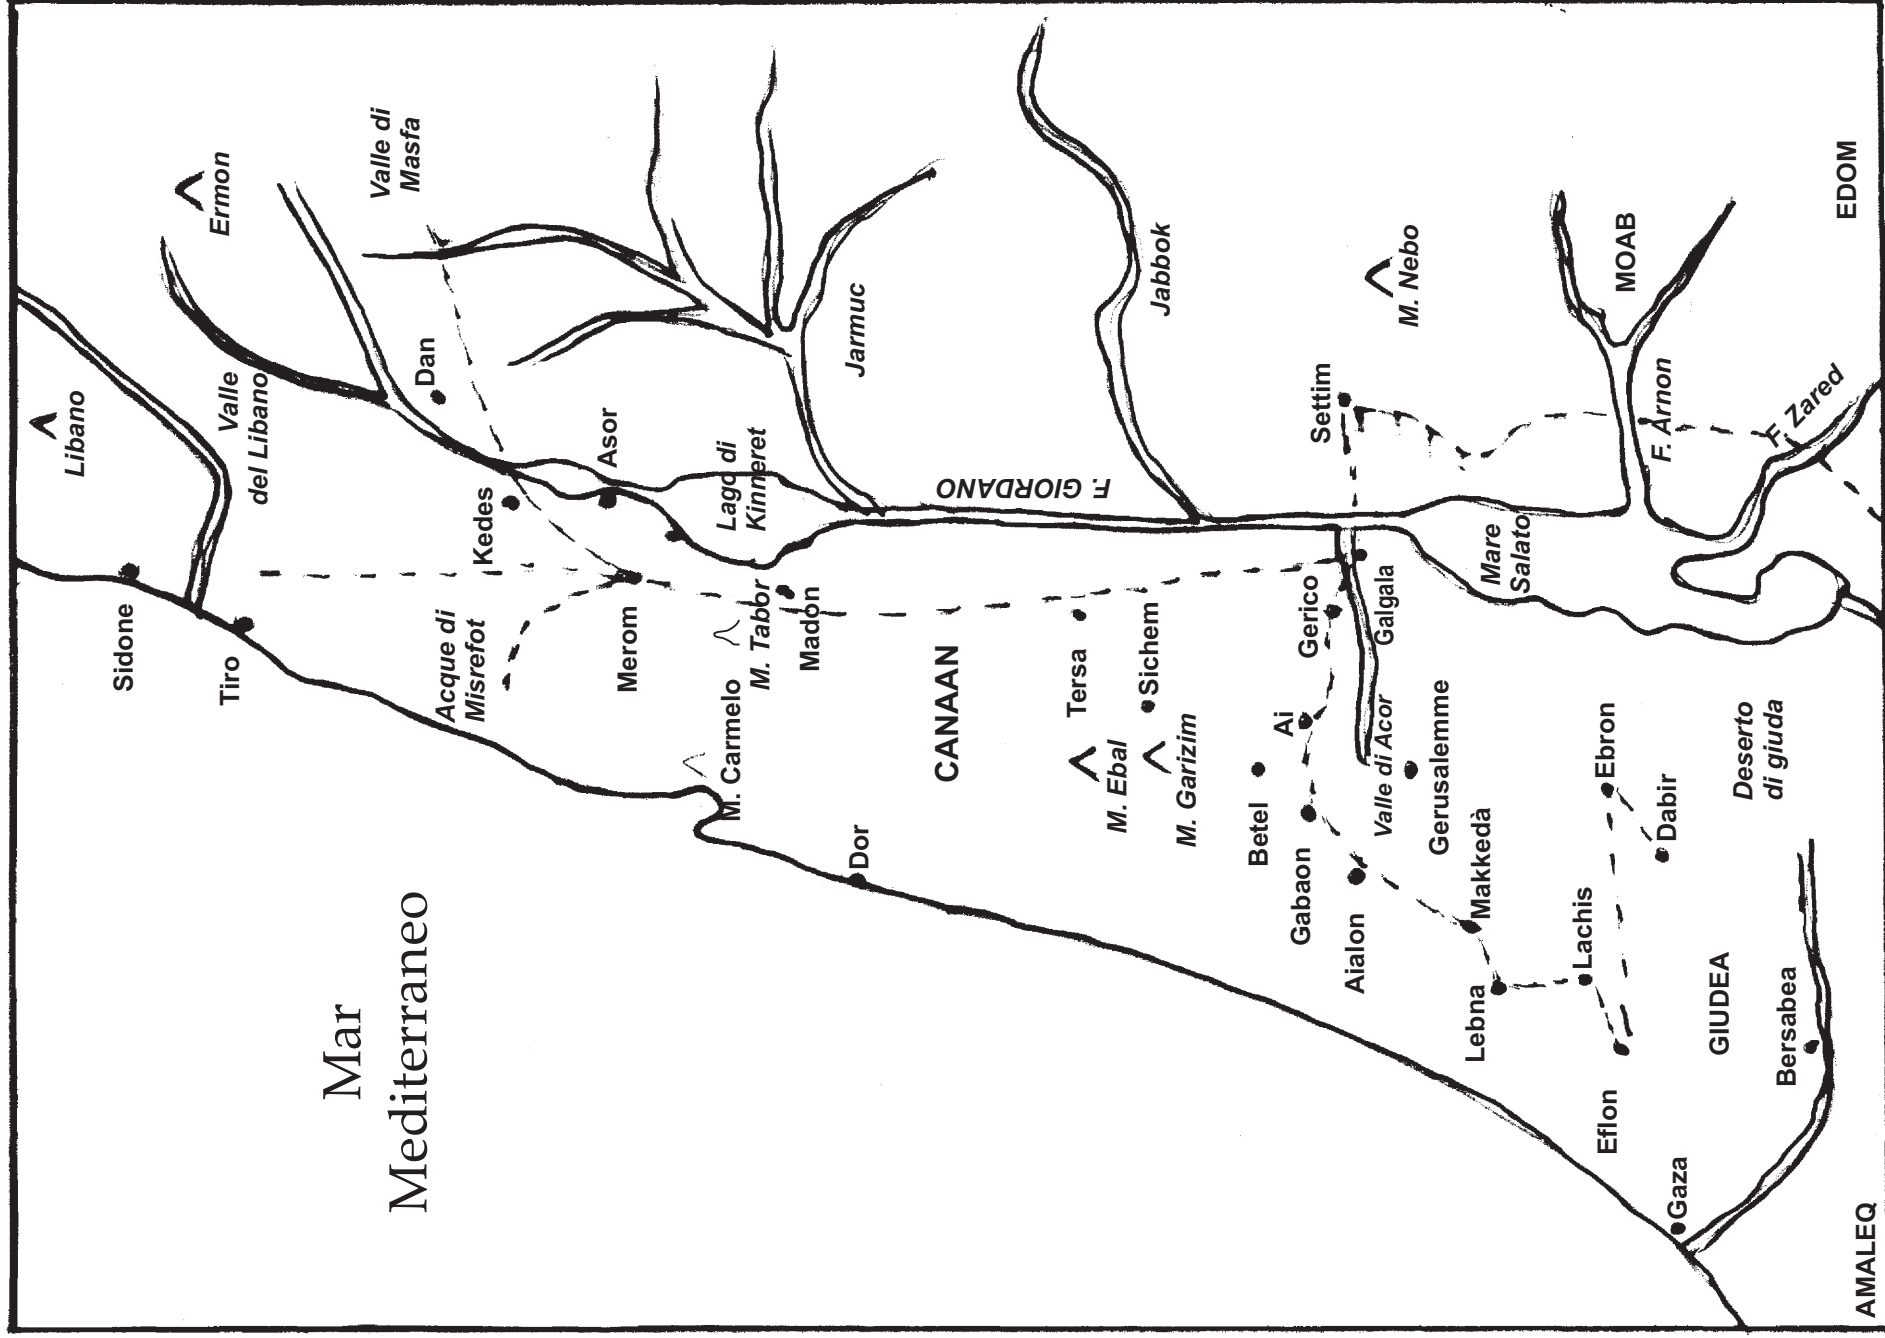 Mar
Mediterraneo
Libano
Ermon
Sidone
Tiro
Valle
del Libano
Valle di
Masfa
Dan
Kedes
Asor
Acque di
Misrefot
Merom
Lago di
Kinneret
M. Tabor
Madon
M. Carmelo
Jarmuc
Dor
CANAAN
F. GIORDANO
Jabbok
Tersa
Sichem
M. Ebal
M. Garizim
Betel
Ai
Gerico
Settim
M. Nebo
Gabaon
Galgala
Valle di Acor
Aialon
Gerusalemme
Makkedà
Mare
Salato
Lebna
Lachis
Ebron
Dabir
Eflon
MOAB
F. Arnon
F. Zared
EDOM
Deserto
di giuda
GIUDEA
Bersabea
Gaza
AMALEQ